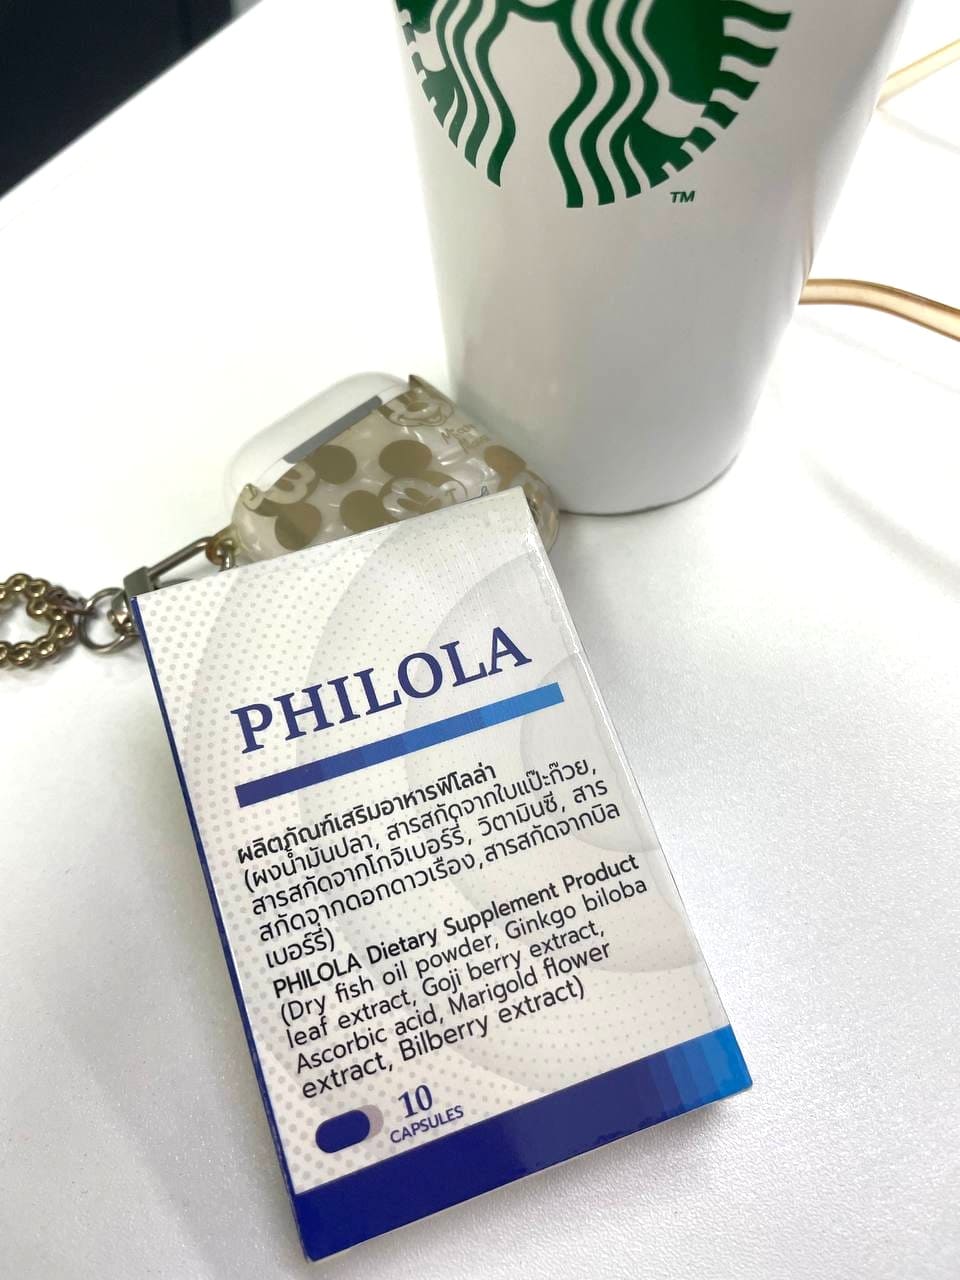 TM
PHILOLA
ผลิตภัณฑ์เสริมอาหารฟิโลล่า
(ผงน้ำมันปลา, สารสกัดจากใบแป๊ะก๊วย,
สารสกัดจากโกจิเบอร์รี่, วิตามินซี, สาร
สกัดจากดอกดาวเรือง,สารสกัดจากบิล
เบอร์รี่)
PHILOLA Dietary Supplement Product
(Dry fish oil powder, Ginkgo biloba
leaf extract, Goji berry extract,
Ascorbic acid, Marigold flower
extract, Bilberry extract)
10
CAPSULES